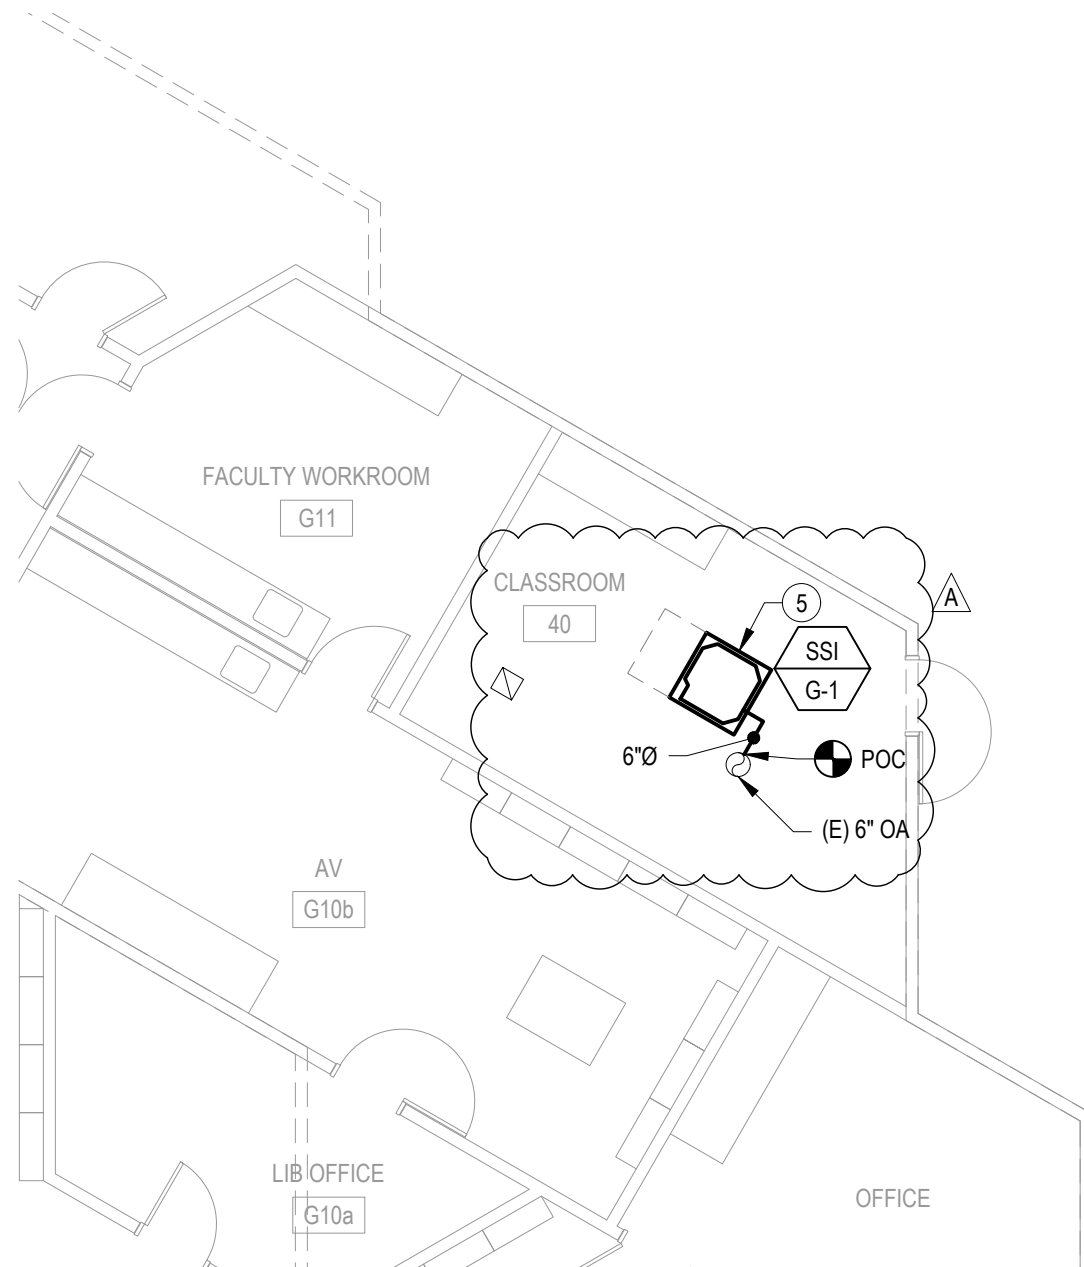 FACULTY WORKROOM
G11
CLASSROOM
40
5
A
SSI
G-1
6"Ø
POC
(E) 6" OA
AV
G10b
LIB OFFICE
G10a
OFFICE